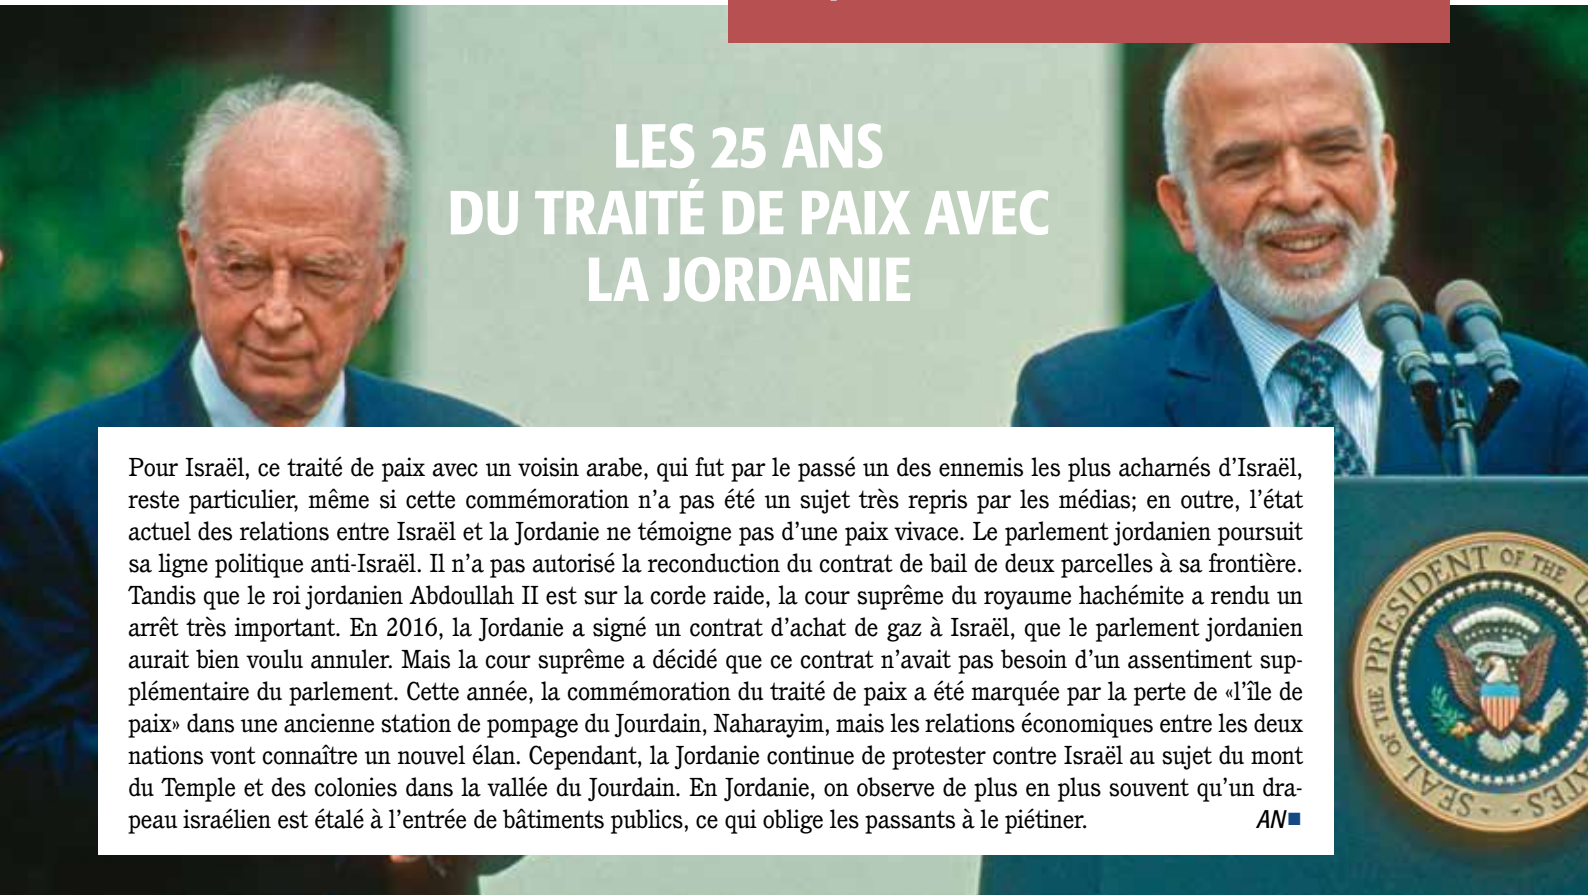 LES 25 ANS
DU TRAITÉ DE PAIX AVEC
LA JORDANIE
Pour Israël, ce traité de paix avec un voisin arabe, qui fut par le passé un des ennemis les plus acharnés d’Israël,
reste particulier, même si cette commémoration n’a pas été un sujet très repris par les médias; en outre, l’état
actuel des relations entre Israël et la Jordanie ne témoigne pas d’une paix vivace. Le parlement jordanien poursuit
sa ligne politique anti-Israël. Il n’a pas autorisé la reconduction du contrat de bail de deux parcelles à sa frontière.
Tandis que le roi jordanien Abdoullah II est sur la corde raide, la cour suprême du royaume hachémite a rendu un
arrêt très important. En 2016, la Jordanie a signé un contrat d’achat de gaz à Israël, que le parlement jordanien
aurait bien voulu annuler. Mais la cour suprême a décidé que ce contrat n’avait pas besoin d’un assentiment sup-
plémentaire du parlement. Cette année, la commémoration du traité de paix a été marquée par la perte de «l’île de
paix» dans une ancienne station de pompage du Jourdain, Naharayim, mais les relations économiques entre les deux
nations vont connaître un nouvel élan. Cependant, la Jordanie continue de protester contre Israël au sujet du mont
du Temple et des colonies dans la vallée du Jourdain. En Jordanie, on observe de plus en plus souvent qu’un dra-
peau israélien est étalé à l’entrée de bâtiments publics, ce qui oblige les passants à le piétiner.
AN
SEAL OF THE PRESIDENT OF THE